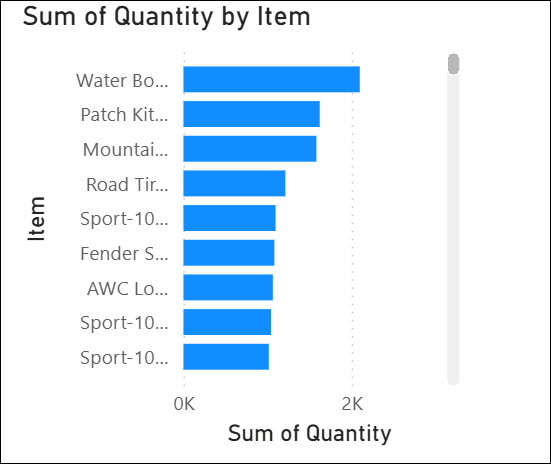 Sum of Quantity by Item
Item
Water Bo...
Patch Kit...
Mountai...
Road Tir...
Sport-10...
Fender S...
AWC Lo...
Sport-10...
Sport-10...
0K 2K
Sum of Quantity